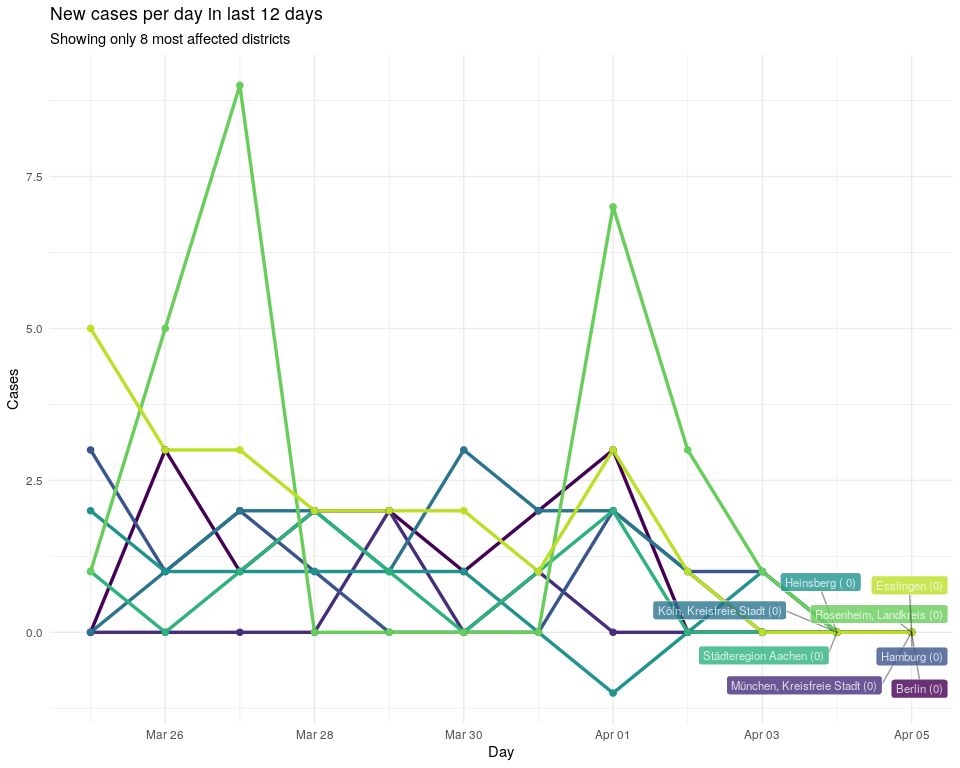 New cases per day in last 12 days
Showing only 8 most affected districts
7.5
5.0
2.5
0.0
Cases
Heinsberg ( 0)
Esslingen (0)
Köln, Kreisfreie Stadt (0)
Rosenheim, Landkreis (0)
Städteregion Aachen (0)
Hamburg (0)
München, Kreisfreie Stadt (0)
Berlin (0)
Mar 26
Mar 28
Mar 30
Apr 01
Apr 03
Apr 05
Day